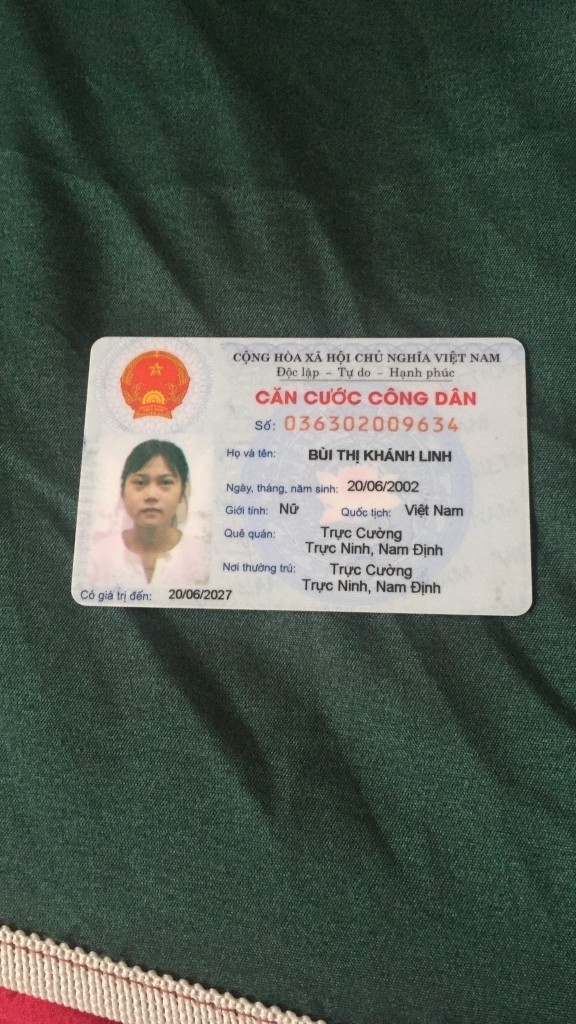 CỘNG HÒA XÃ HỘI CHỦ NGHĨA VIỆT NAM
Độc lập – Tự do – Hạnh phúc
CĂN CƯỚC CÔNG DÂN
Số: 036302009634
Họ và tên: BÙI THỊ KHÁNH LINH
Ngày, tháng, năm sinh: 20/06/2002
Giới tính: Nữ Quốc tịch: Việt Nam
Quê quán: Trực Cường
Trực Ninh, Nam Định
Nơi thường trú: Trực Cường
Trực Ninh, Nam Định
Có giá trị đến: 20/06/2027